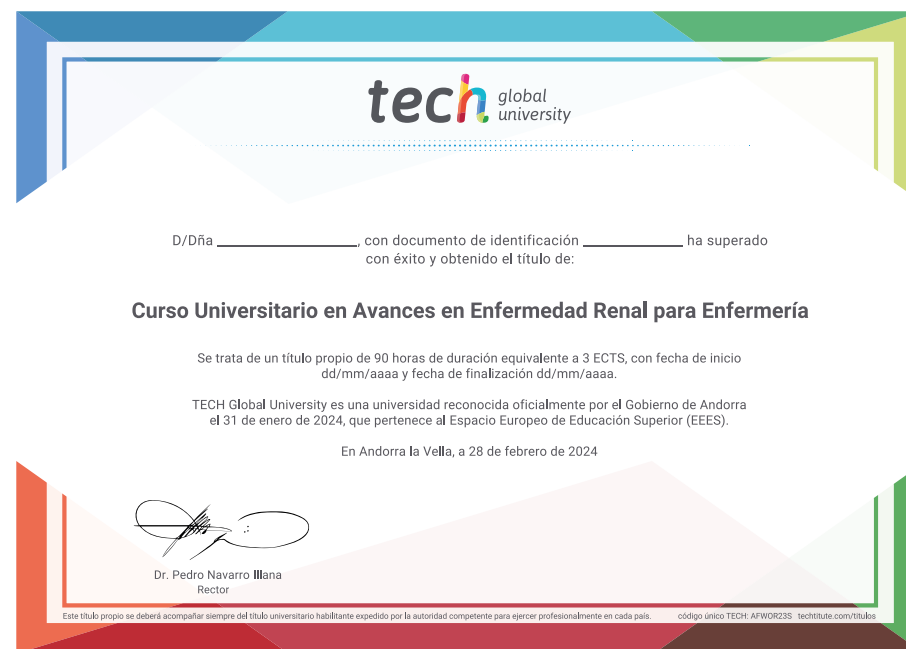 tech global university
D/Dña ____________, con documento de identificación ____________ ha superado
con éxito y obtenido el título de:
Curso Universitario en Avances en Enfermedad Renal para Enfermería
Se trata de un título propio de 90 horas de duración equivalente a 3 ECTS, con fecha de inicio
dd/mm/aaaa y fecha de finalización dd/mm/aaaa.
TECH Global University es una universidad reconocida oficialmente por el Gobierno de Andorra
el 31 de enero de 2024, que pertenece al Espacio Europeo de Educación Superior (EEES).
En Andorra la Vella, a 28 de febrero de 2024
Dr. Pedro Navarro Illana
Rector
Este título propio se deberá acompañar siempre del título universitario habilitante expedido por la autoridad competente para ejercer profesionalmente en cada país. código único TECH: AFWOR23S techtitute.com/titulos